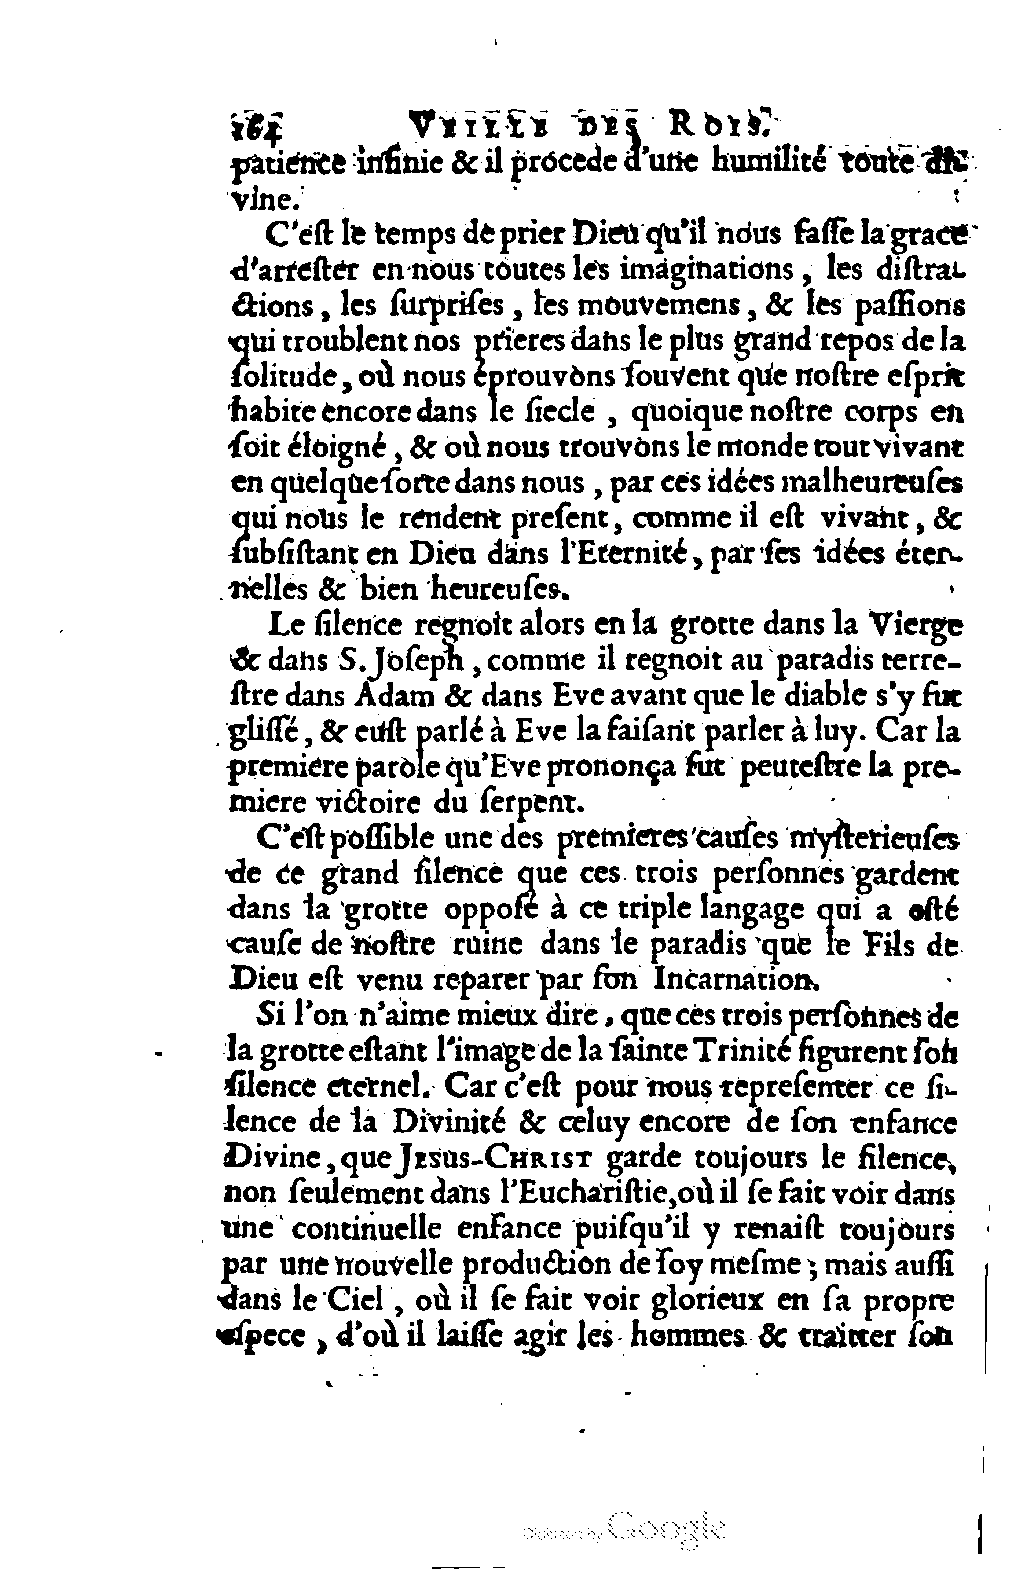 164 VEILLE DES ROIS.
patience infinie & il procede d'une humilité toute di-
vine.
C'eſt le temps de prier Dieu qu'il nous faſſe la grace
d'arreſter en nous toutes les imaginations, les diſtra-
ctions, les ſurpriſes, les mouvemens, & les paſſions
qui troublent nos prieres dans le plus grand repos de la
ſolitude, où nous éprouvons ſouvent que noſtre eſprit
habite encore dans le ſiecle, quoique noſtre corps en
ſoit éloigné, & où nous trouvons le monde tout vivant
en quelque ſorte dans nous, par ces idées malheureuſes
qui nous le rendent preſent, comme il eſt vivant, &
ſubſiſtant en Dieu dans l'Eternité, par ſes idées éter-
nelles & bien heureuſes.
Le ſilence regnoit alors en la grotte dans la Vierge
& dans S. Joſeph, comme il regnoit au paradis terre-
ſtre dans Adam & dans Eve avant que le diable s'y fut
gliſſé, & euſt parlé à Eve la faiſant parler à luy. Car la
premiere parole qu'Eve prononça fut peuteſtre la pre-
miere victoire du ſerpent.
C'eſt poſſible une des premieres cauſes myſterieuſes
de ce grand ſilence que ces trois perſonnes gardent
dans la grotte oppoſé à ce triple langage qui a eſté
cauſe de noſtre ruine dans le paradis que le Fils de
Dieu eſt venu reparer par ſon Incarnation.
Si l'on n'aime mieux dire, que ces trois perſonnes de
la grotte eſtant l'image de la ſainte Trinité figurent ſon
ſilence eternel. Car c'eſt pour nous repreſenter ce ſi-
lence de la Divinité & celuy encore de ſon enfance
Divine, que JESUS-CHRIST garde toujours le ſilence,
non ſeulement dans l'Euchariſtie, où il ſe fait voir dans
une continuelle enfance puiſqu'il y renaiſt toujours
par une nouvelle production de ſoy meſme; mais auſſi
dans le Ciel, où il ſe fait voir glorieux en ſa propre
eſpece, d'où il laiſſe agir les hommes & traitter ſon
Digitized by Google